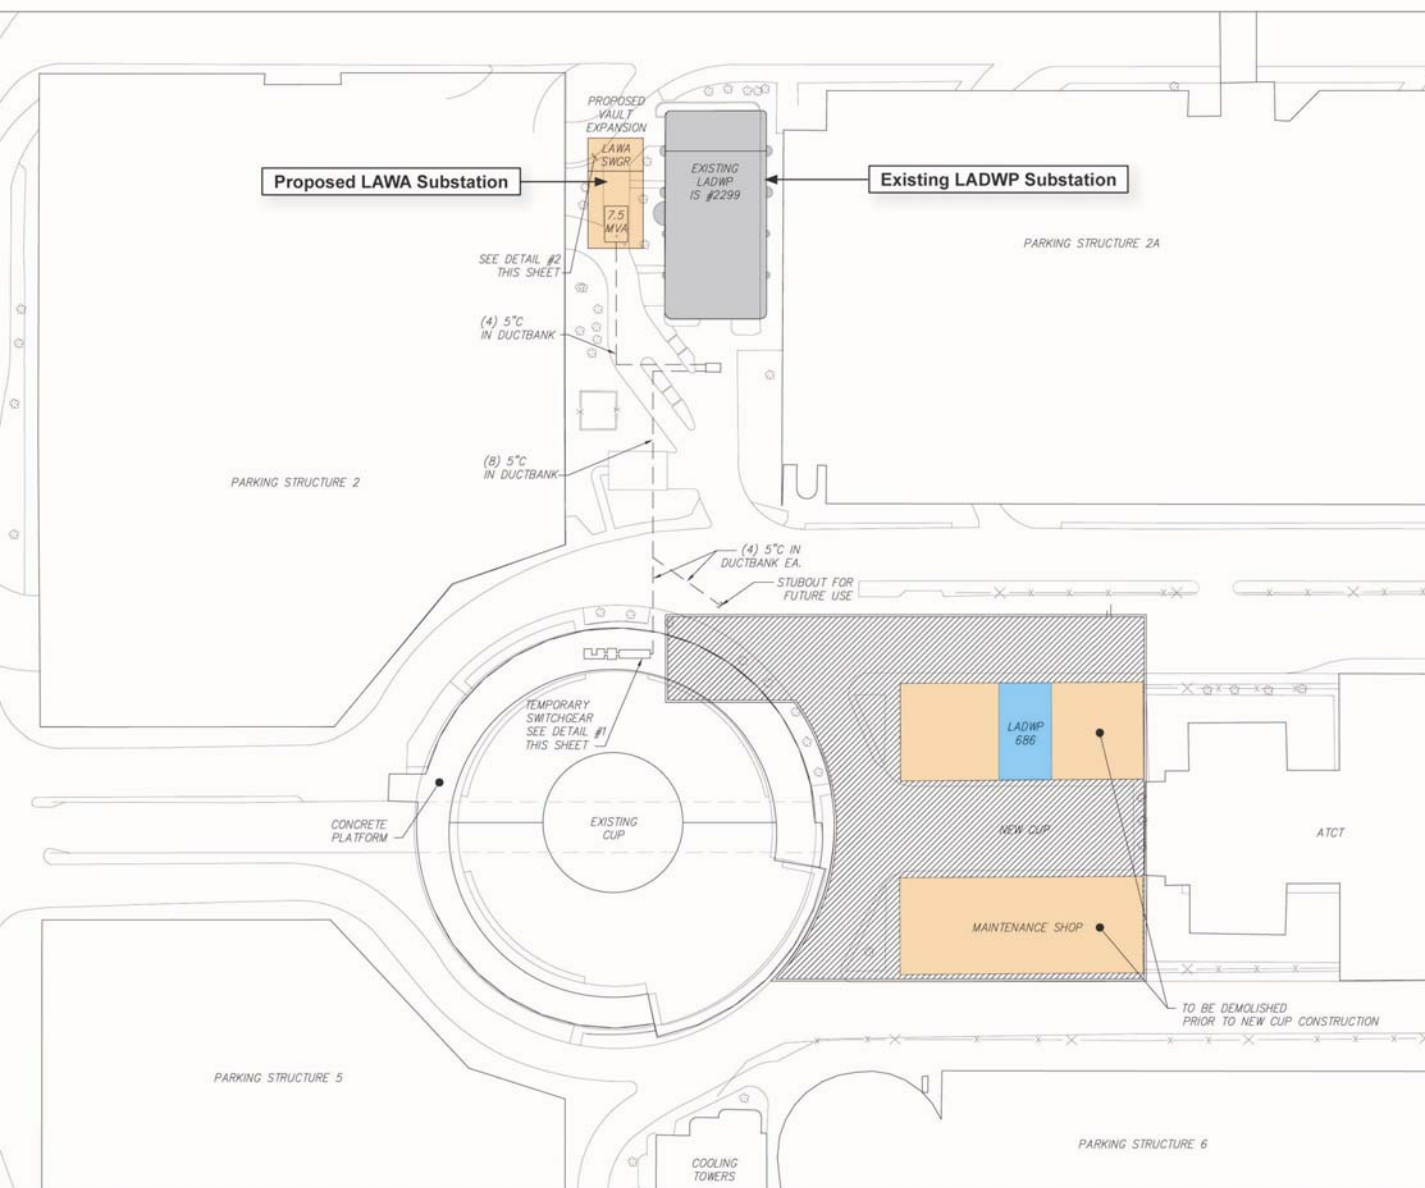 PROPOSED
VAULT
EXPANSION
LAWA
SWGR
Proposed LAWA Substation
EXISTING
LADWP
IS #2299
Existing LADWP Substation
7.5
MVA
PARKING STRUCTURE 2A
SEE DETAIL #2
THIS SHEET
(4) 5"C
IN DUCTBANK
(8) 5"C
IN DUCTBANK
PARKING STRUCTURE 2
(4) 5"C IN
DUCTBANK EA.
STUBOUT FOR
FUTURE USE
TEMPORARY
SWITCHGEAR
SEE DETAIL #1
THIS SHEET
LADWP
686
CONCRETE
PLATFORM
EXISTING
CUP
NEW CUP
ATCT
MAINTENANCE SHOP
TO BE DEMOLISHED
PRIOR TO NEW CUP CONSTRUCTION
PARKING STRUCTURE 5
PARKING STRUCTURE 6
COOLING
TOWERS